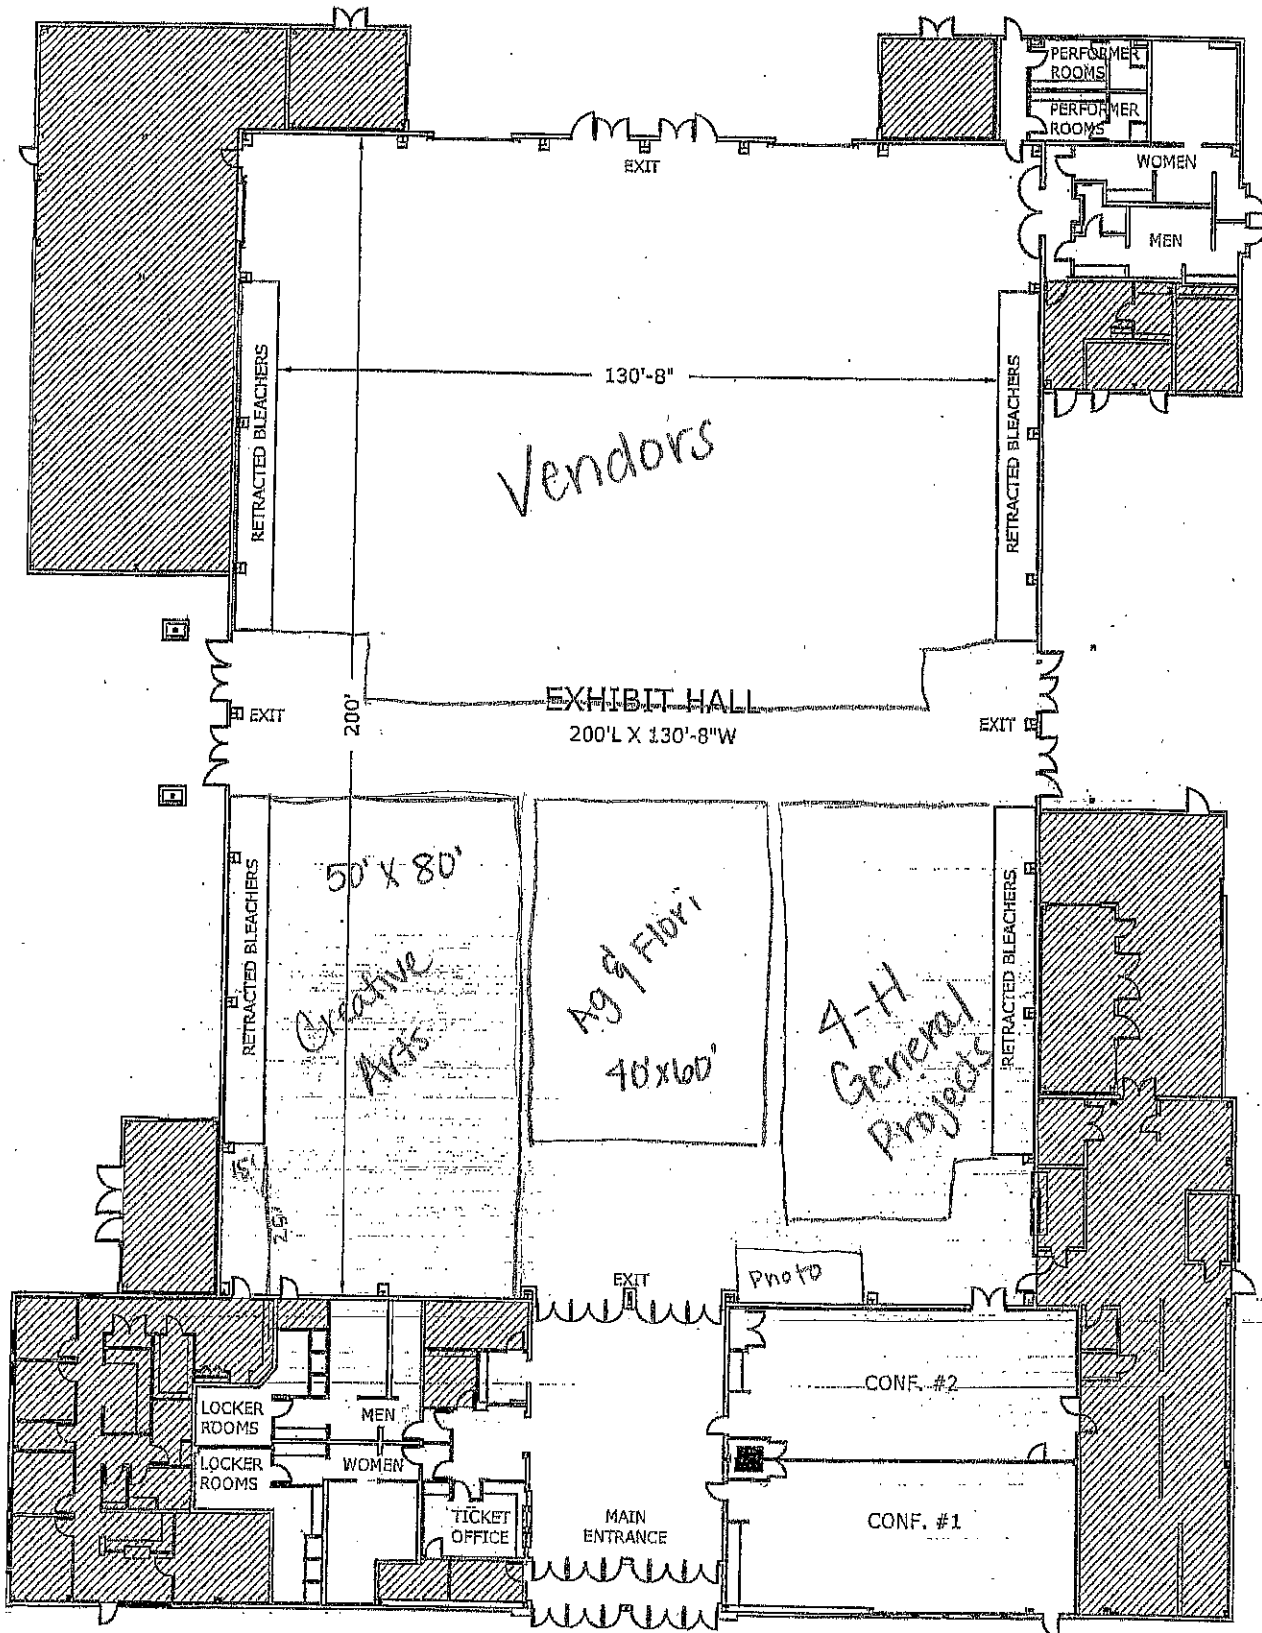 PERFORMER
ROOMS
PERFORMER
ROOMS
EXIT
WOMEN
MEN
130'-8"
RETRACTED BLEACHERS
RETRACTED BLEACHERS
Vendors
EXHIBIT HALL
200'L X 130'-8"W
200'
EXIT
EXIT
50' X 80'
Creative
Arts
Ag & Flori
40'x60'
4-H
General
Projects
RETRACTED BLEACHERS
RETRACTED BLEACHERS
15'
29'
EXIT
Photo
CONF. #2
LOCKER
ROOMS
MEN
LOCKER
ROOMS
WOMEN
TICKET
OFFICE
MAIN
ENTRANCE
CONF. #1